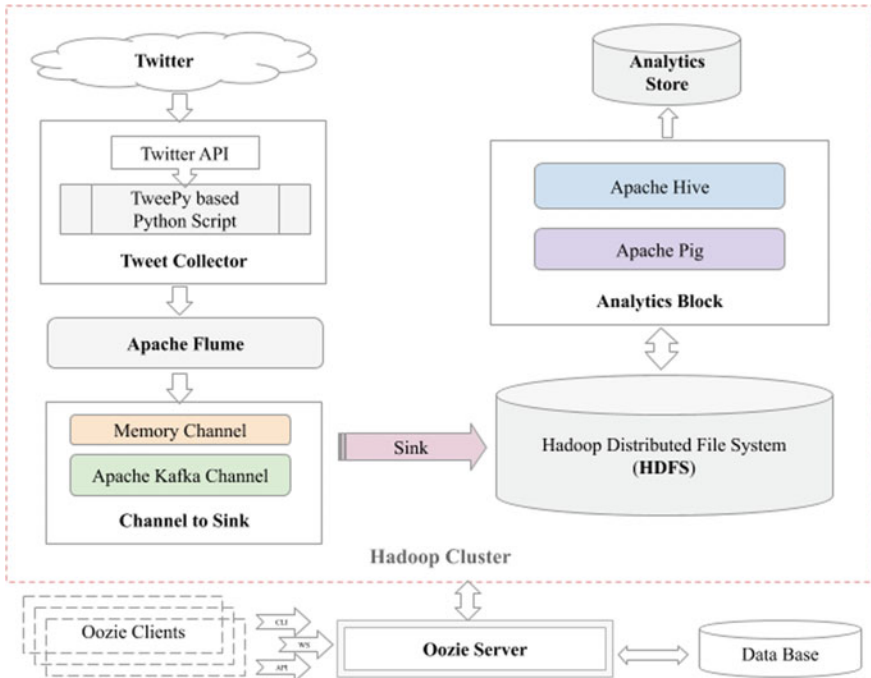 Twitter
Twitter API
TweePy based
Python Script
Tweet Collector
Apache Flume
Memory Channel
Apache Kafka Channel
Channel to Sink
Sink
Analytics
Store
Apache Hive
Apache Pig
Analytics Block
Hadoop Distributed File System
(HDFS)
Hadoop Cluster
Oozie Clients
CLI
WS
API
Oozie Server
Data Base